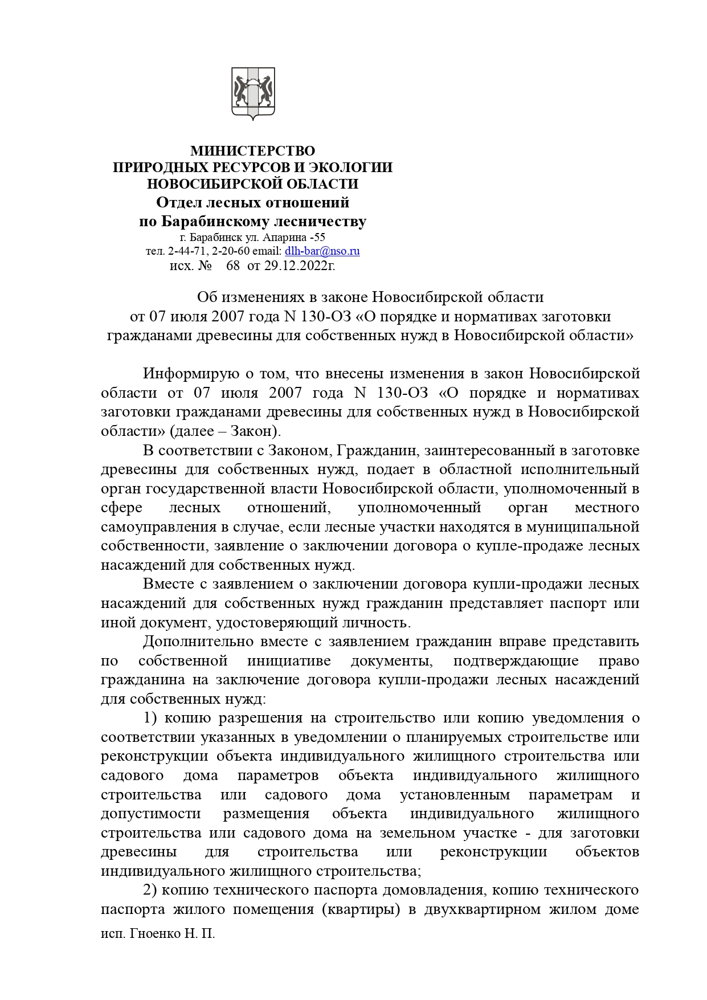 МИНИСТЕРСТВО
ПРИРОДНЫХ РЕСУРСОВ И ЭКОЛОГИИ
НОВОСИБИРСКОЙ ОБЛАСТИ
Отдел лесных отношений
по Барабинскому лесничеству
г. Барабинск ул. Апарина -55
тел. 2-44-71, 2-20-60 email: dlh-bar@nso.ru
исх. № 68 от 29.12.2022г.
Об изменениях в законе Новосибирской области
от 07 июля 2007 года N 130-ОЗ «О порядке и нормативах заготовки
гражданами древесины для собственных нужд в Новосибирской области»
Информирую о том, что внесены изменения в закон Новосибирской
области от 07 июля 2007 года N 130-ОЗ «О порядке и нормативах
заготовки гражданами древесины для собственных нужд в Новосибирской
области» (далее – Закон).
В соответствии с Законом, Гражданин, заинтересованный в заготовке
древесины для собственных нужд, подает в областной исполнительный
орган государственной власти Новосибирской области, уполномоченный в
сфере лесных отношений, уполномоченный орган местного
самоуправления в случае, если лесные участки находятся в муниципальной
собственности, заявление о заключении договора о купле-продаже лесных
насаждений для собственных нужд.
Вместе с заявлением о заключении договора купли-продажи лесных
насаждений для собственных нужд гражданин представляет паспорт или
иной документ, удостоверяющий личность.
Дополнительно вместе с заявлением гражданин вправе представить
по собственной инициативе документы, подтверждающие право
гражданина на заключение договора купли-продажи лесных насаждений
для собственных нужд:
1) копию разрешения на строительство или копию уведомления о
соответствии указанных в уведомлении о планируемых строительстве или
реконструкции объекта индивидуального жилищного строительства или
садового дома параметров объекта индивидуального жилищного
строительства или садового дома установленным параметрам и
допустимости размещения объекта индивидуального жилищного
строительства или садового дома на земельном участке - для заготовки
древесины для строительства или реконструкции объектов
индивидуального жилищного строительства;
2) копию технического паспорта домовладения, копию технического
паспорта жилого помещения (квартиры) в двухквартирном жилом доме
исп. Гноенко Н. П.